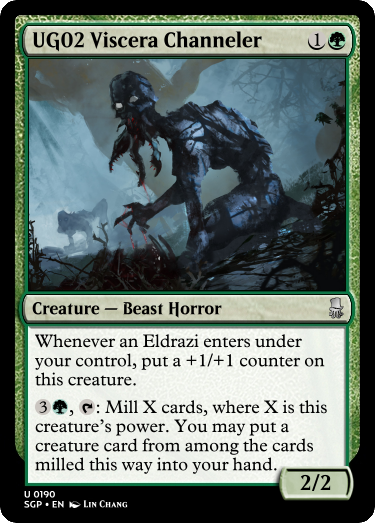 UG02 Viscera Channeler 1
Creature — Beast Horror
Whenever an Eldrazi enters under
your control, put a +1/+1 counter on
this creature.
3, : Mill X cards, where X is this
creature's power. You may put a
creature card from among the cards
milled this way into your hand.
2/2
U 0190
SGP • EN Lin Chang